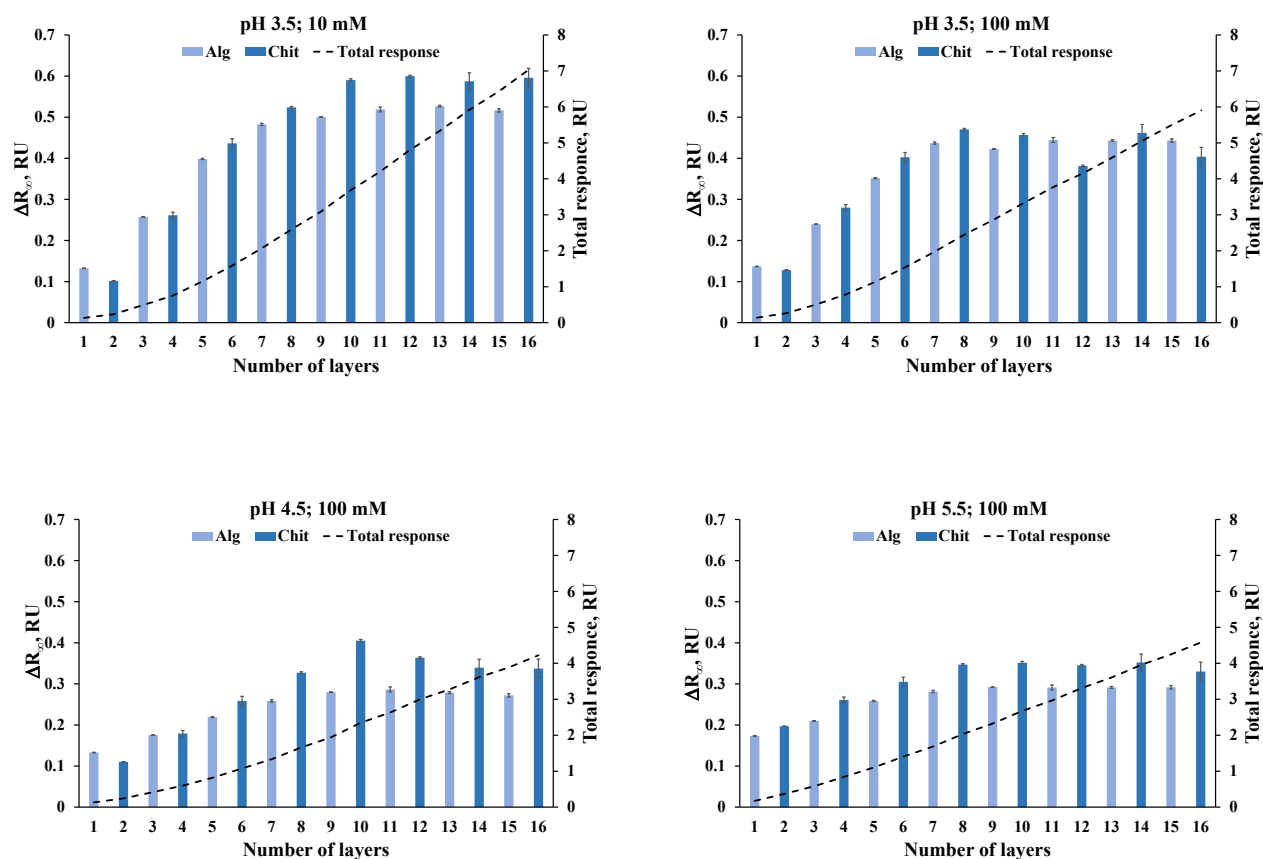 pH 3.5; 10 mM
Alg Chit Total response
0.7
0.6
0.5
0.4
0.3
0.2
0.1
0
ΔR∞, RU
8
7
6
5
4
3
2
1
0
Total responce, RU
1 2 3 4 5 6 7 8 9 10 11 12 13 14 15 16
Number of layers
pH 3.5; 100 mM
Alg Chit Total response
0.7
0.6
0.5
0.4
0.3
0.2
0.1
0
ΔR∞, RU
8
7
6
5
4
3
2
1
0
Total responce, RU
1 2 3 4 5 6 7 8 9 10 11 12 13 14 15 16
Number of layers
pH 4.5; 100 mM
Alg Chit Total response
0.7
0.6
0.5
0.4
0.3
0.2
0.1
0
ΔR∞, RU
8
7
6
5
4
3
2
1
0
Total responce, RU
1 2 3 4 5 6 7 8 9 10 11 12 13 14 15 16
Number of layers
pH 5.5; 100 mM
Alg Chit Total response
0.7
0.6
0.5
0.4
0.3
0.2
0.1
0
ΔR∞, RU
8
7
6
5
4
3
2
1
0
Total responce, RU
1 2 3 4 5 6 7 8 9 10 11 12 13 14 15 16
Number of layers